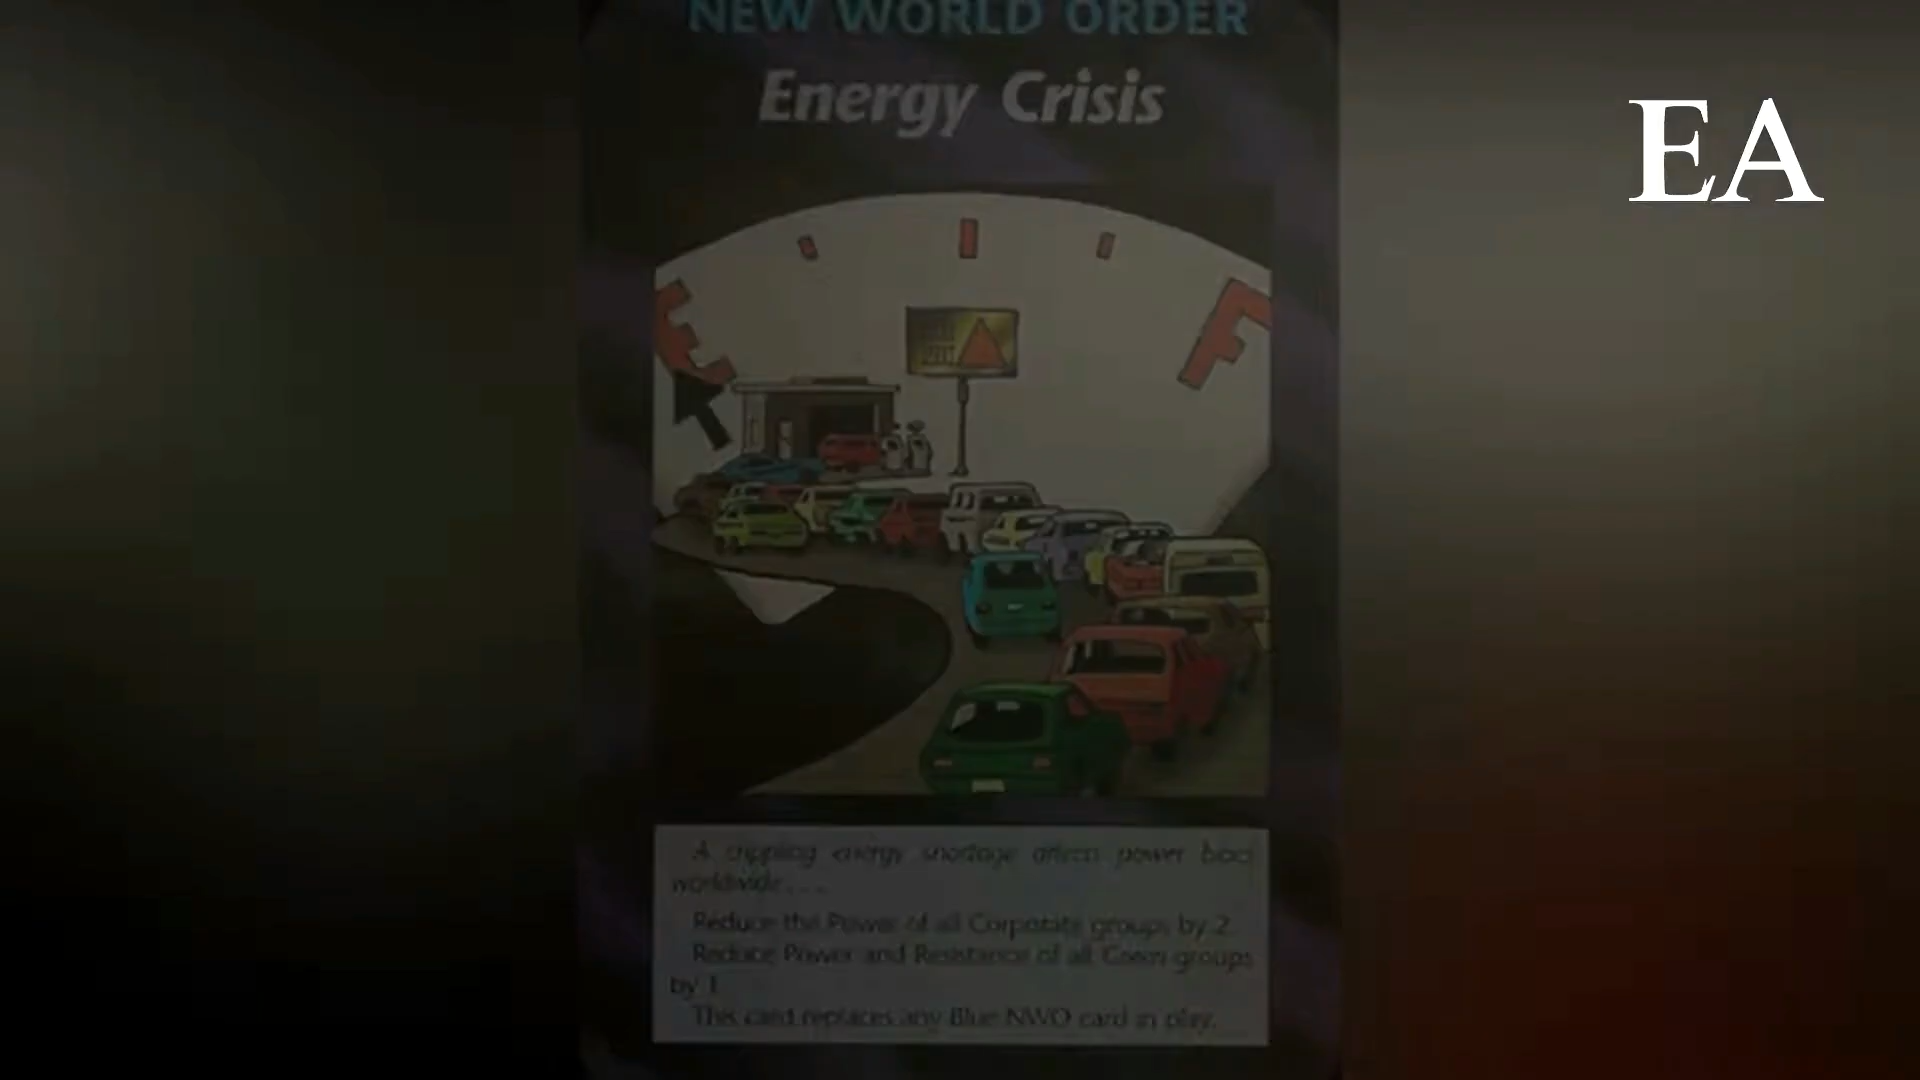 NEW WORLD ORDER
Energy Crisis
EA
E
F
A crippling energy shortage affects power blocs
worldwide . . .
Reduce the Power of all Corporate groups by 2.
Reduce Power and Resistance of all Green groups
by 1.
This card replaces any Blue NWO card in play.